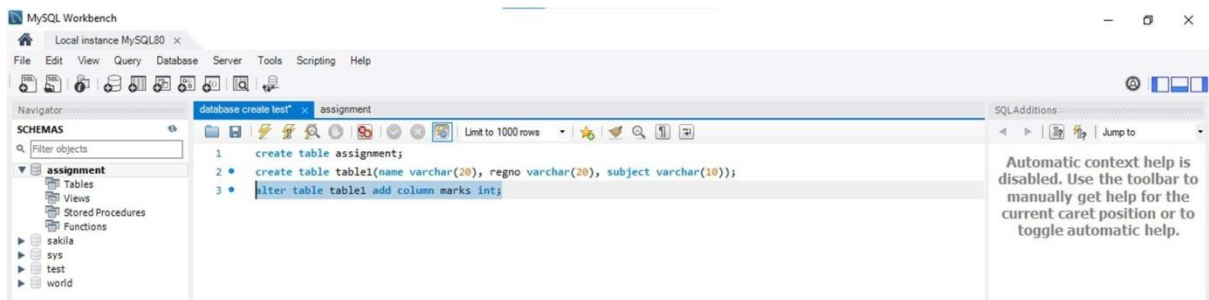 MySQL Workbench
Local instance MySQL80
File Edit View Query Database Server Tools Scripting Help
Navigator
SCHEMAS
Filter objects
assignment
Tables
Views
Stored Procedures
Functions
sakila
sys
test
world
database create test* assignment
Limit to 1000 rows
1 create table assignment;
2 create table table1(name varchar(20), regno varchar(20), subject varchar(10));
3 alter table table1 add column marks int;
SQLAdditions
Jump to
Automatic context help is
disabled. Use the toolbar to
manually get help for the
current caret position or to
toggle automatic help.